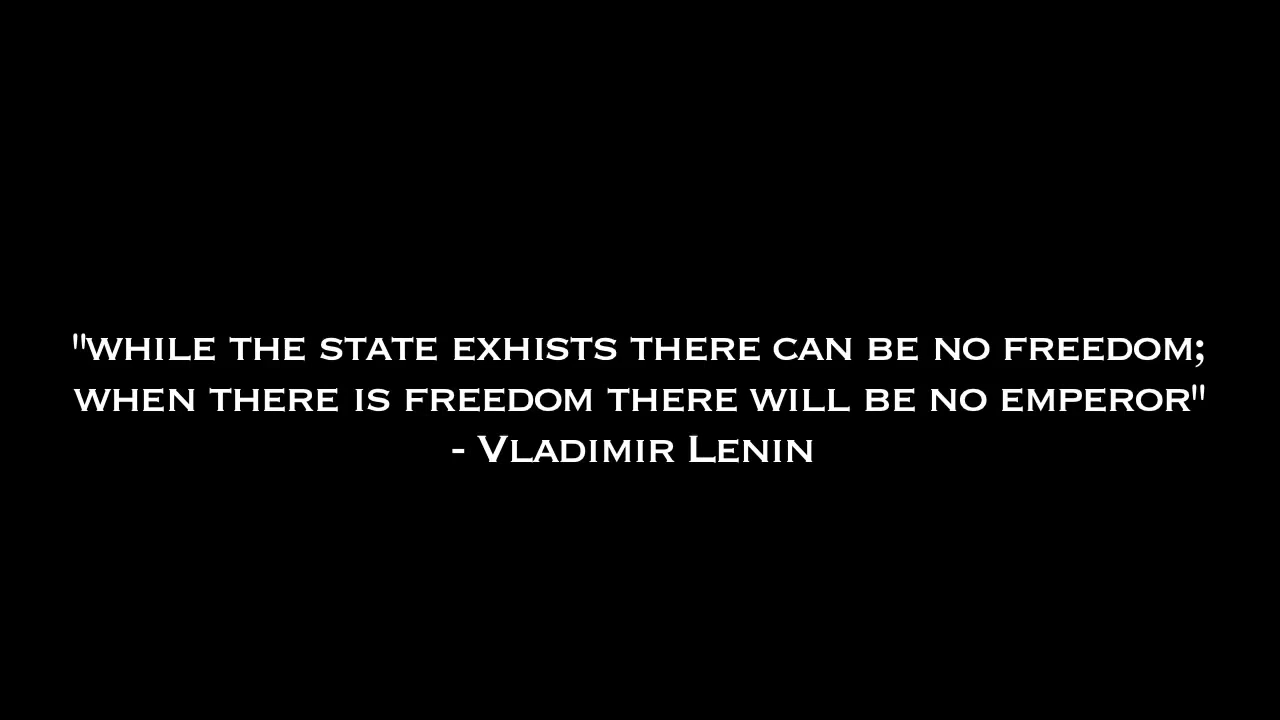 "while the state exhists there can be no freedom;
when there is freedom there will be no emperor"
- Vladimir Lenin